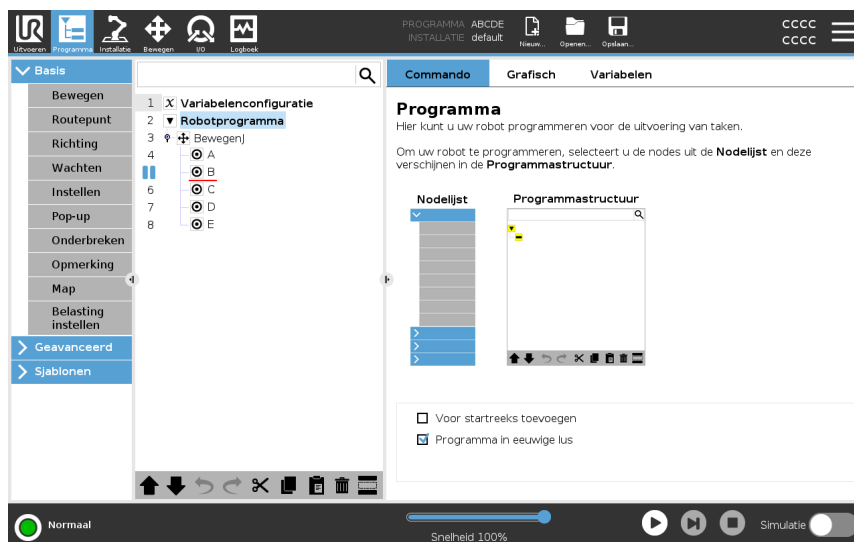 UR
PROGRAMMA ABCDE
INSTALLATIE default
CCCC
CCCC
Uitvoeren Programma Installatie Bewegen I/O Logboek
Nieuw... Openen... Opslaan...
Basis
Bewegen
Routepunt
Richting
Wachten
Instellen
Pop-up
Onderbreken
Opmerking
Map
Belasting
instellen
Geavanceerd
Sjablonen
1 X Variabelenconfiguratie
2 Robotprogramma
3 BewegenJ
4 A
B
6 C
7 D
8 E
Commando Grafisch Variabelen
Programma
Hier kunt u uw robot programmeren voor de uitvoering van taken.
Om uw robot te programmeren, selecteert u de nodes uit de Nodelijst en deze
verschijnen in de Programmastructuur.
Nodelijst Programmastructuur
Voor startreeks toevoegen
Programma in eeuwige lus
Normaal
Snelheid 100%
Simulatie